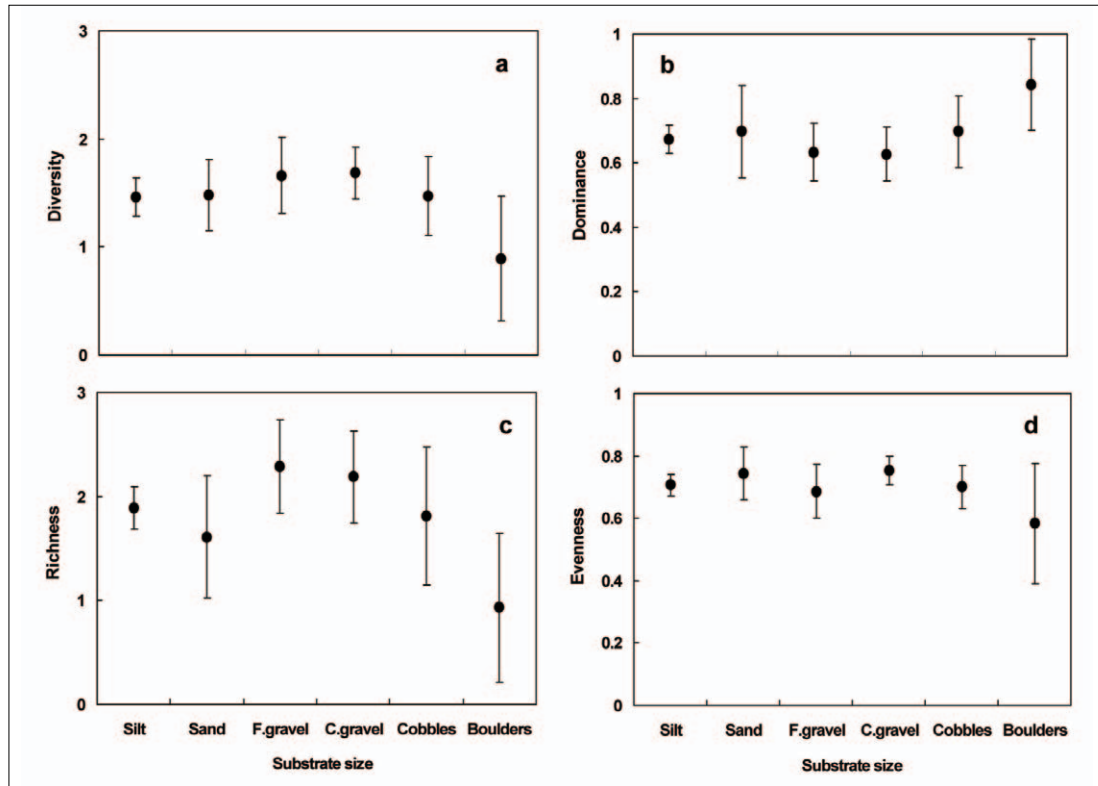 3
2
1
0
Diversity
a
1
0.8
0.6
0.4
0.2
0
Dominance
b
3
2
1
0
Richness
c
Silt Sand F.gravel C.gravel Cobbles Boulders
Substrate size
1
0.8
0.6
0.4
0.2
0
Evenness
d
Silt Sand F.gravel C.gravel Cobbles Boulders
Substrate size